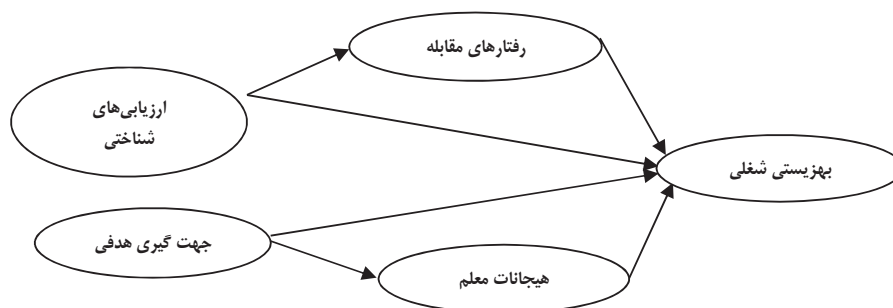 رفتارهای مقابله
ارزیابی‌های
شناختی
بهزیستی شغلی
جهت گیری هدفی
هیجانات معلم